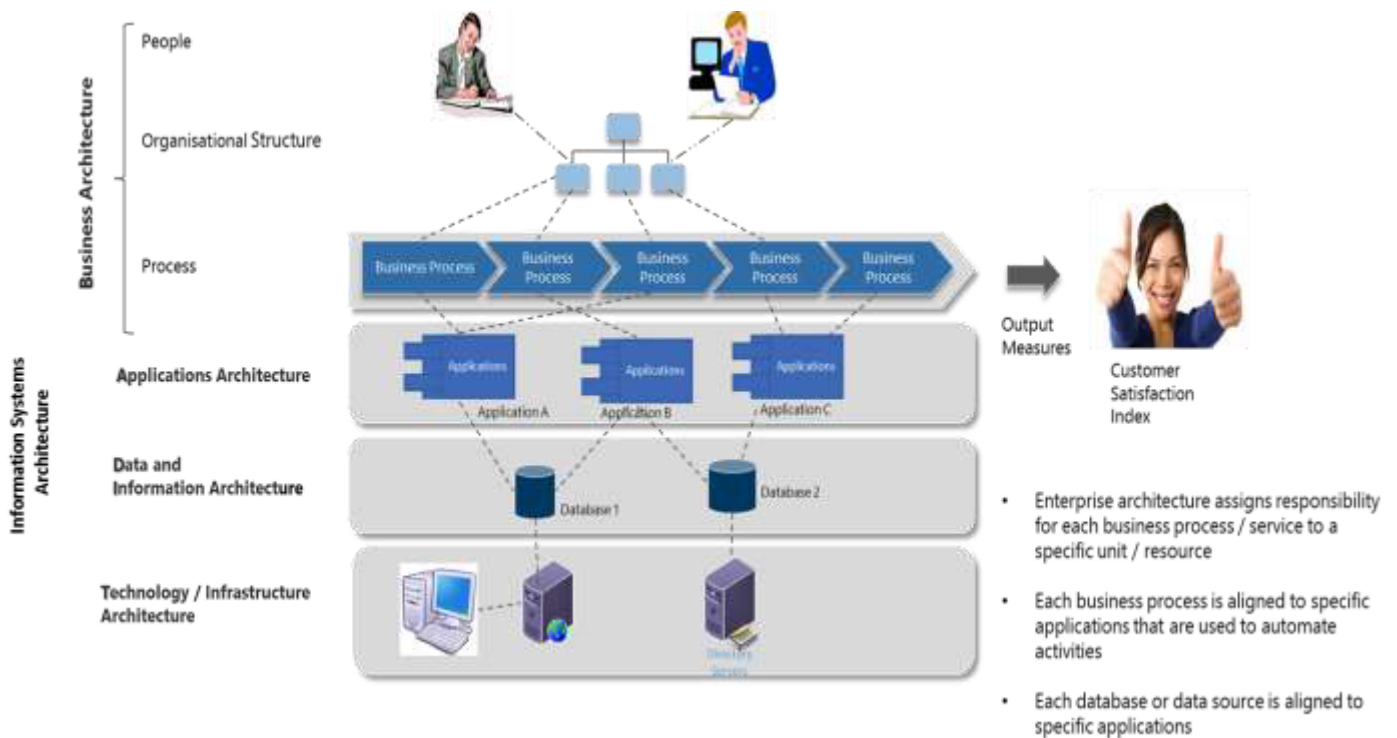 People
Organisational Structure
Process
Business Architecture
Business Process
Business
Process
Business
Process
Business
Process
Business
Process
Output
Measures
Customer
Satisfaction
Index
Information Systems
Architecture
Applications Architecture
Applications
Application A
Applications
Application B
Applications
Application C
Data and
Information Architecture
Database 1
Database 2
Technology / Infrastructure
Architecture
Directory
Servers
• Enterprise architecture assigns responsibility
for each business process / service to a
specific unit / resource
• Each business process is aligned to specific
applications that are used to automate
activities
• Each database or data source is aligned to
specific applications